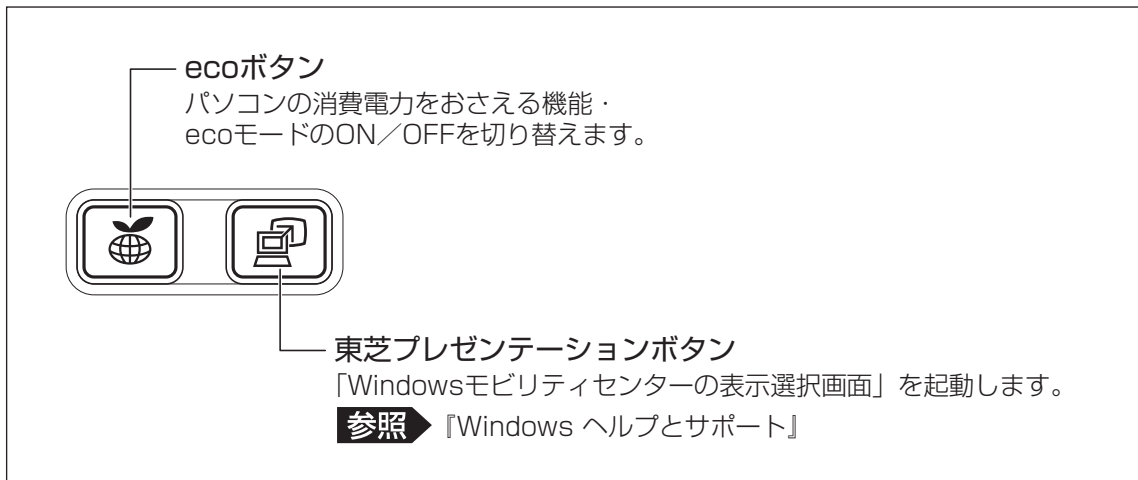 ecoボタン
パソコンの消費電力をおさえる機能・
ecoモードのON／OFFを切り替えます。
東芝プレゼンテーションボタン
「Windowsモビリティセンターの表示選択画面」を起動します。
参照 『Windows ヘルプとサポート』